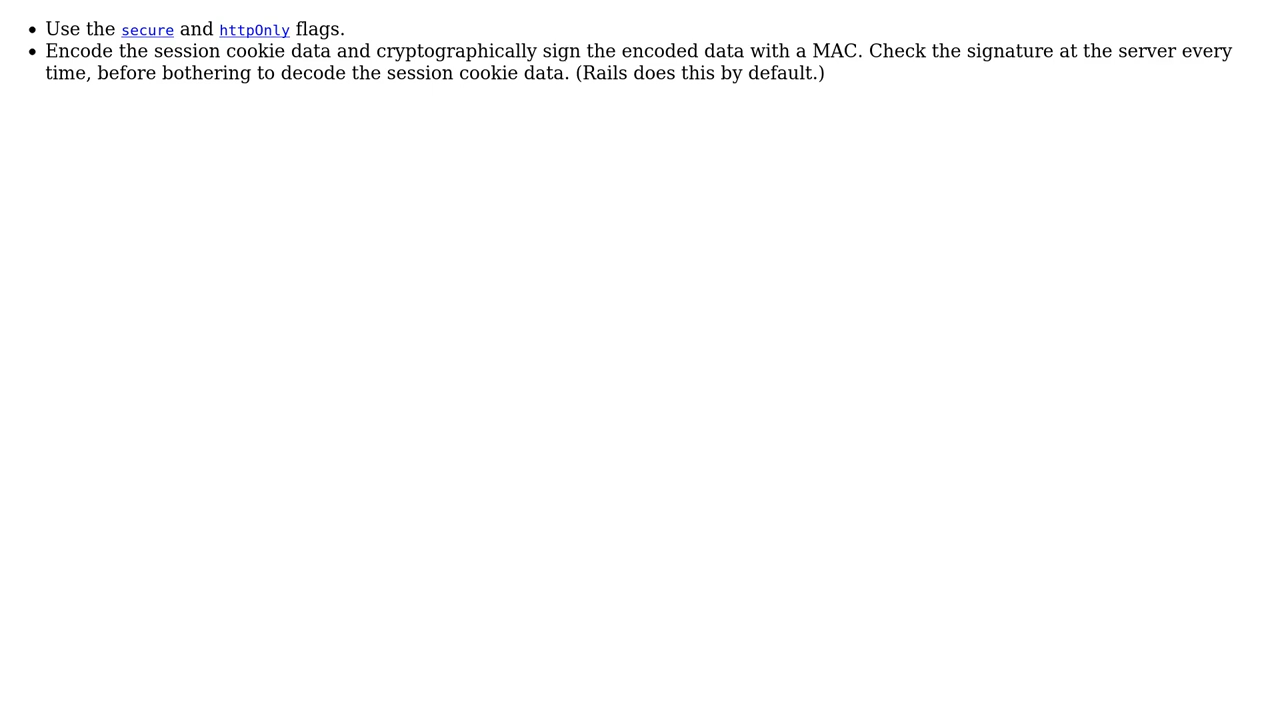 Use the secure and httpOnly flags.
Encode the session cookie data and cryptographically sign the encoded data with a MAC. Check the signature at the server every
time, before bothering to decode the session cookie data. (Rails does this by default.)